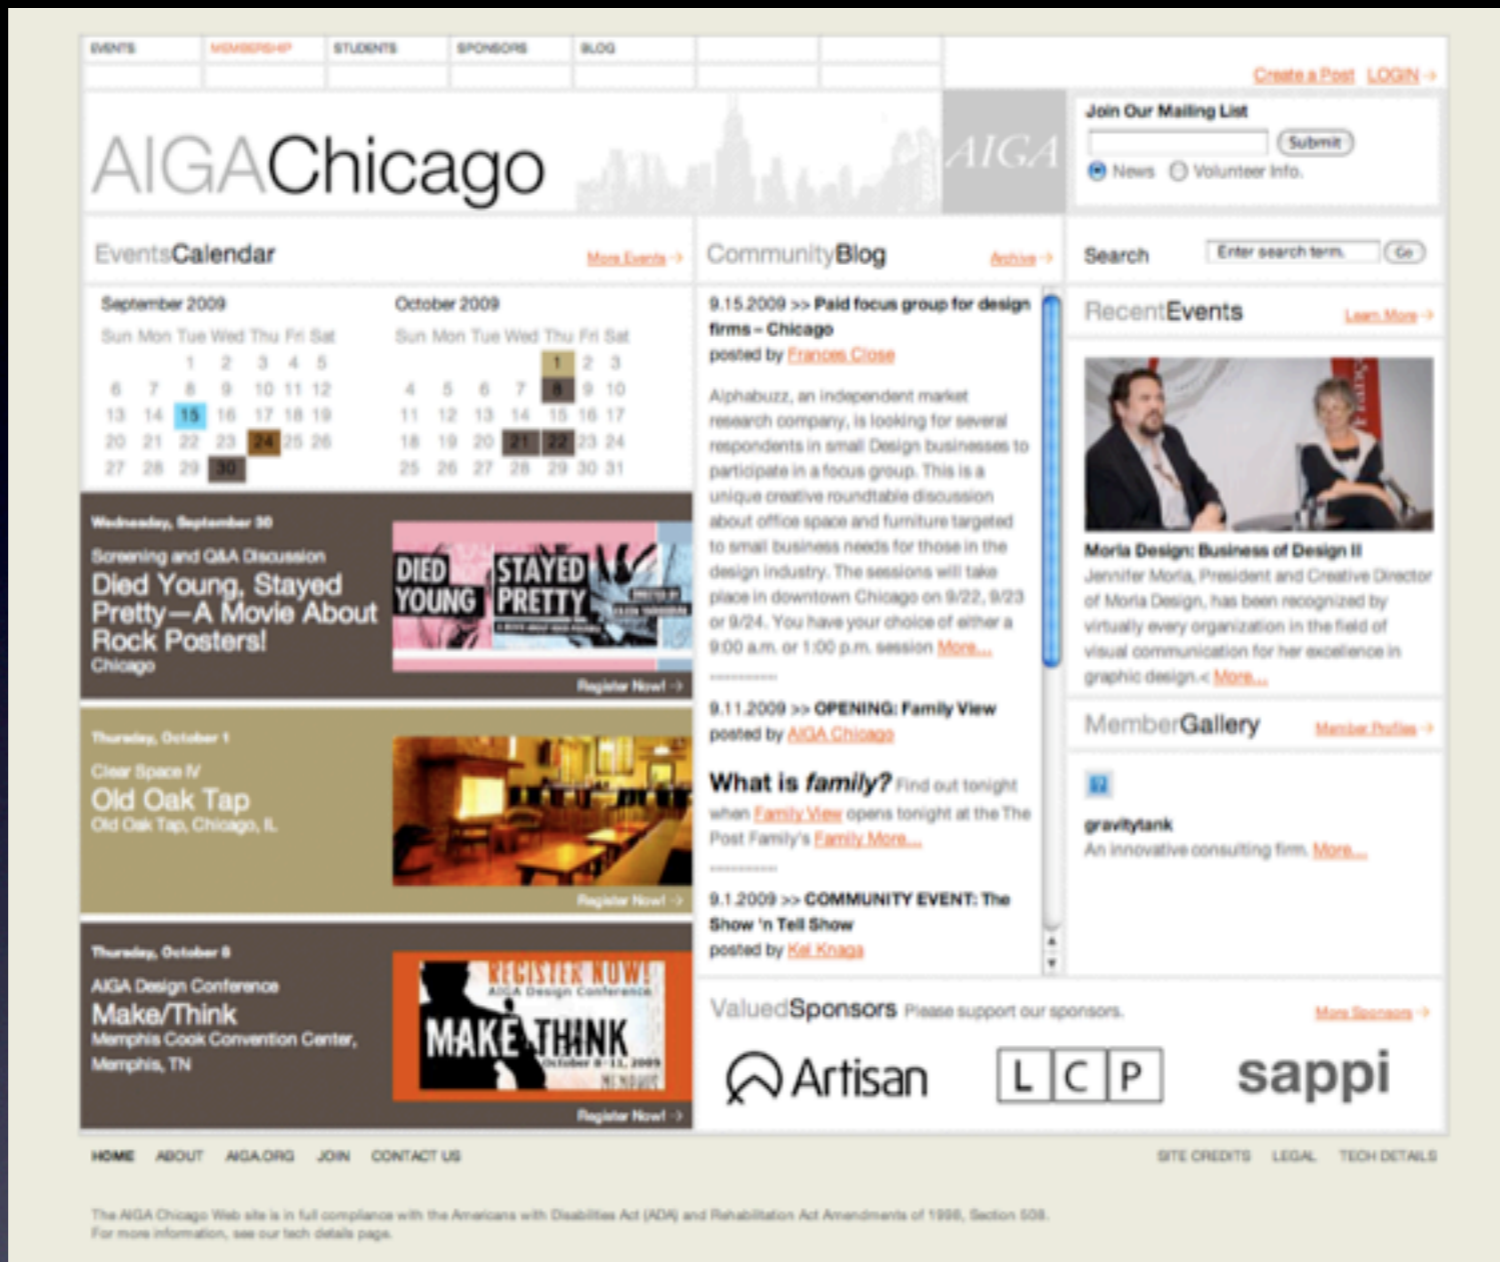 EVENTS MEMBERSHIP STUDENTS SPONSORS BLOG
Create a Post LOGIN →
AIGAChicago
AIGA
Join Our Mailing List
Submit
News Volunteer Info.
EventsCalendar More Events →
September 2009
Sun Mon Tue Wed Thu Fri Sat
1 2 3 4 5
6 7 8 9 10 11 12
13 14 15 16 17 18 19
20 21 22 23 24 25 26
27 28 29 30
October 2009
Sun Mon Tue Wed Thu Fri Sat
1 2 3
4 5 6 7 8 9 10
11 12 13 14 15 16 17
18 19 20 21 22 23 24
25 26 27 28 29 30 31
Wednesday, September 30
Screening and Q&A Discussion
Died Young, Stayed
Pretty—A Movie About
Rock Posters!
Chicago
DIED STAYED
YOUNG PRETTY
A MOVIE ABOUT ROCK POSTERS
DIRECTED BY
Register Now! →
Thursday, October 1
Clear Space IV
Old Oak Tap
Old Oak Tap, Chicago, IL
Register Now! →
Thursday, October 8
AIGA Design Conference
Make/Think
Memphis Cook Convention Center,
Memphis, TN
REGISTER NOW!
AIGA Design Conference
MAKE THINK
October 8–11, 2009
MEMPHIS
Register Now! →
CommunityBlog Archive →
9.15.2009 >> Paid focus group for design
firms – Chicago
posted by Frances Close
Alphabuzz, an independent market
research company, is looking for several
respondents in small Design businesses to
participate in a focus group. This is a
unique creative roundtable discussion
about office space and furniture targeted
to small business needs for those in the
design industry. The sessions will take
place in downtown Chicago on 9/22, 9/23
or 9/24. You have your choice of either a
9:00 a.m. or 1:00 p.m. session More...
----------
9.11.2009 >> OPENING: Family View
posted by AIGA Chicago
What is family? Find out tonight
when Family View opens tonight at the The
Post Family's Family More...
----------
9.1.2009 >> COMMUNITY EVENT: The
Show 'n Tell Show
posted by Kel Knaga
Search Enter search term. Go
RecentEvents Learn More →
Morla Design: Business of Design II
Jennifer Morla, President and Creative Director
of Morla Design, has been recognized by
virtually every organization in the field of
visual communication for her excellence in
graphic design.< More...
MemberGallery Member Profiles →
?
gravitytank
An innovative consulting firm. More...
ValuedSponsors Please support our sponsors. More Sponsors →
Artisan LCP sappi
HOME ABOUT AIGA.ORG JOIN CONTACT US SITE CREDITS LEGAL TECH DETAILS
The AIGA Chicago Web site is in full compliance with the Americans with Disabilities Act (ADA) and Rehabilitation Act Amendments of 1998, Section 508.
For more information, see our tech details page.